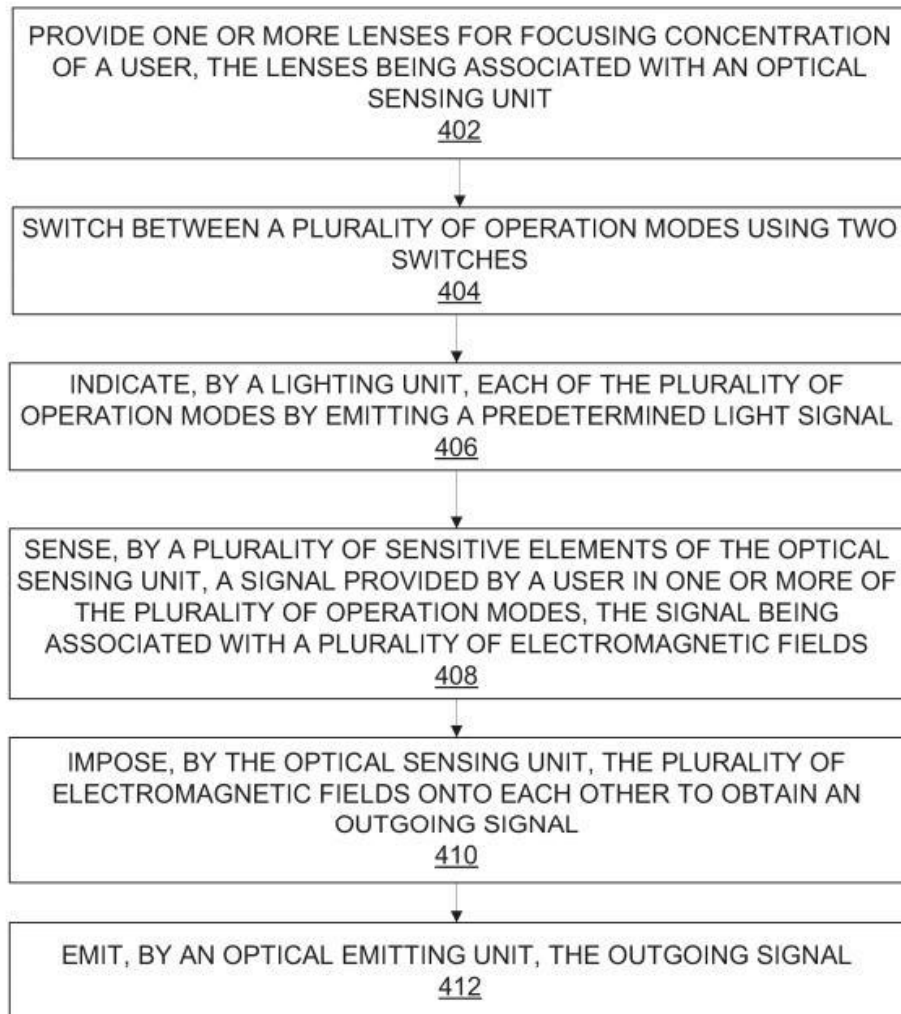 PROVIDE ONE OR MORE LENSES FOR FOCUSING CONCENTRATION
OF A USER, THE LENSES BEING ASSOCIATED WITH AN OPTICAL
SENSING UNIT
402
SWITCH BETWEEN A PLURALITY OF OPERATION MODES USING TWO
SWITCHES
404
INDICATE, BY A LIGHTING UNIT, EACH OF THE PLURALITY OF
OPERATION MODES BY EMITTING A PREDETERMINED LIGHT SIGNAL
406
SENSE, BY A PLURALITY OF SENSITIVE ELEMENTS OF THE OPTICAL
SENSING UNIT, A SIGNAL PROVIDED BY A USER IN ONE OR MORE OF
THE PLURALITY OF OPERATION MODES, THE SIGNAL BEING
ASSOCIATED WITH A PLURALITY OF ELECTROMAGNETIC FIELDS
408
IMPOSE, BY THE OPTICAL SENSING UNIT, THE PLURALITY OF
ELECTROMAGNETIC FIELDS ONTO EACH OTHER TO OBTAIN AN
OUTGOING SIGNAL
410
EMIT, BY AN OPTICAL EMITTING UNIT, THE OUTGOING SIGNAL
412